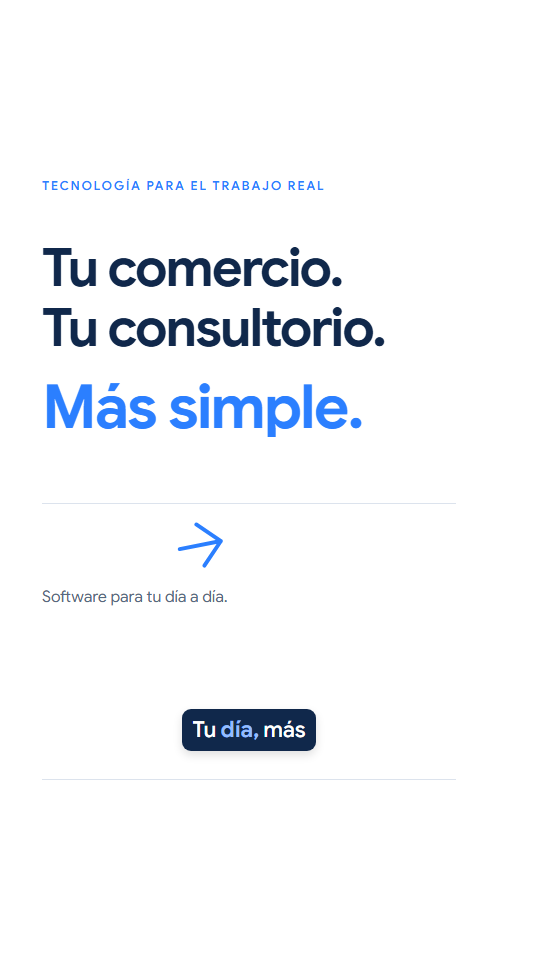 TECNOLOGÍA PARA EL TRABAJO REAL
Tu comercio.
Tu consultorio.
Más simple.
Software para tu día a día.
Tu día, más